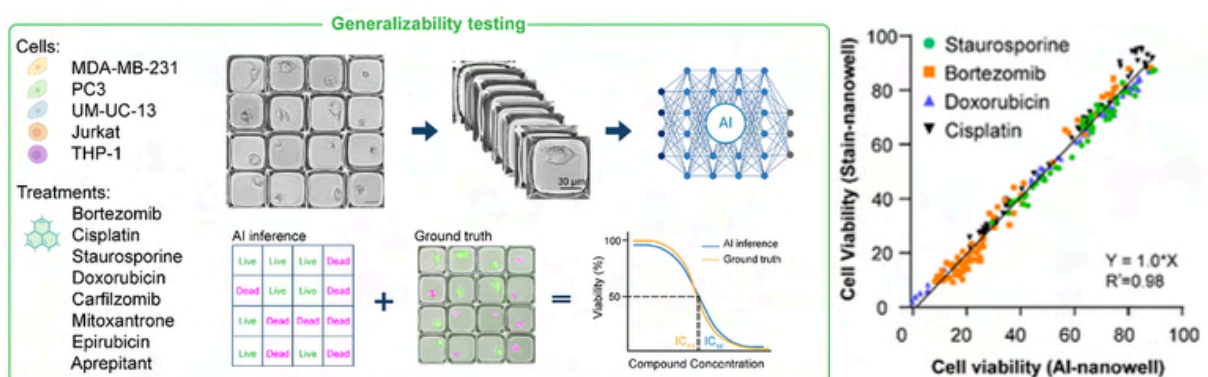 Generalizability testing
Cells:
MDA-MB-231
PC3
UM-UC-13
Jurkat
THP-1
Treatments:
Bortezomib
Cisplatin
Staurosporine
Doxorubicin
Carfilzomib
Mitoxantrone
Epirubicin
Aprepitant
30 µm
AI
AI inference
Live Live Live Dead
Dead Live Live Dead
Live Dead Dead Dead
Live Dead Live Dead
+
Ground truth
=
Viability (%)
100
50
AI inference
Ground truth
IC50 IC50
Compound Concentration
Cell Viability (Stain-nanowell)
100
80
60
40
20
0
Staurosporine
Bortezomib
Doxorubicin
Cisplatin
Y = 1.0*X
R'=0.98
0 20 40 60 80 100
Cell viability (AI-nanowell)